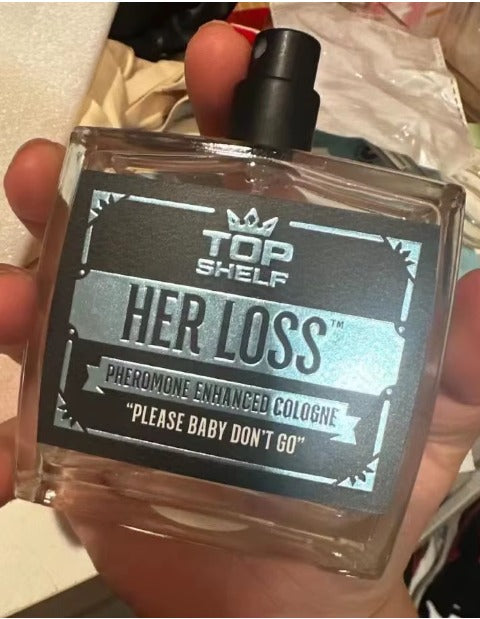 TOP
SHELF
HER LOSS™
PHEROMONE ENHANCED COLOGNE
"PLEASE BABY DON'T GO"